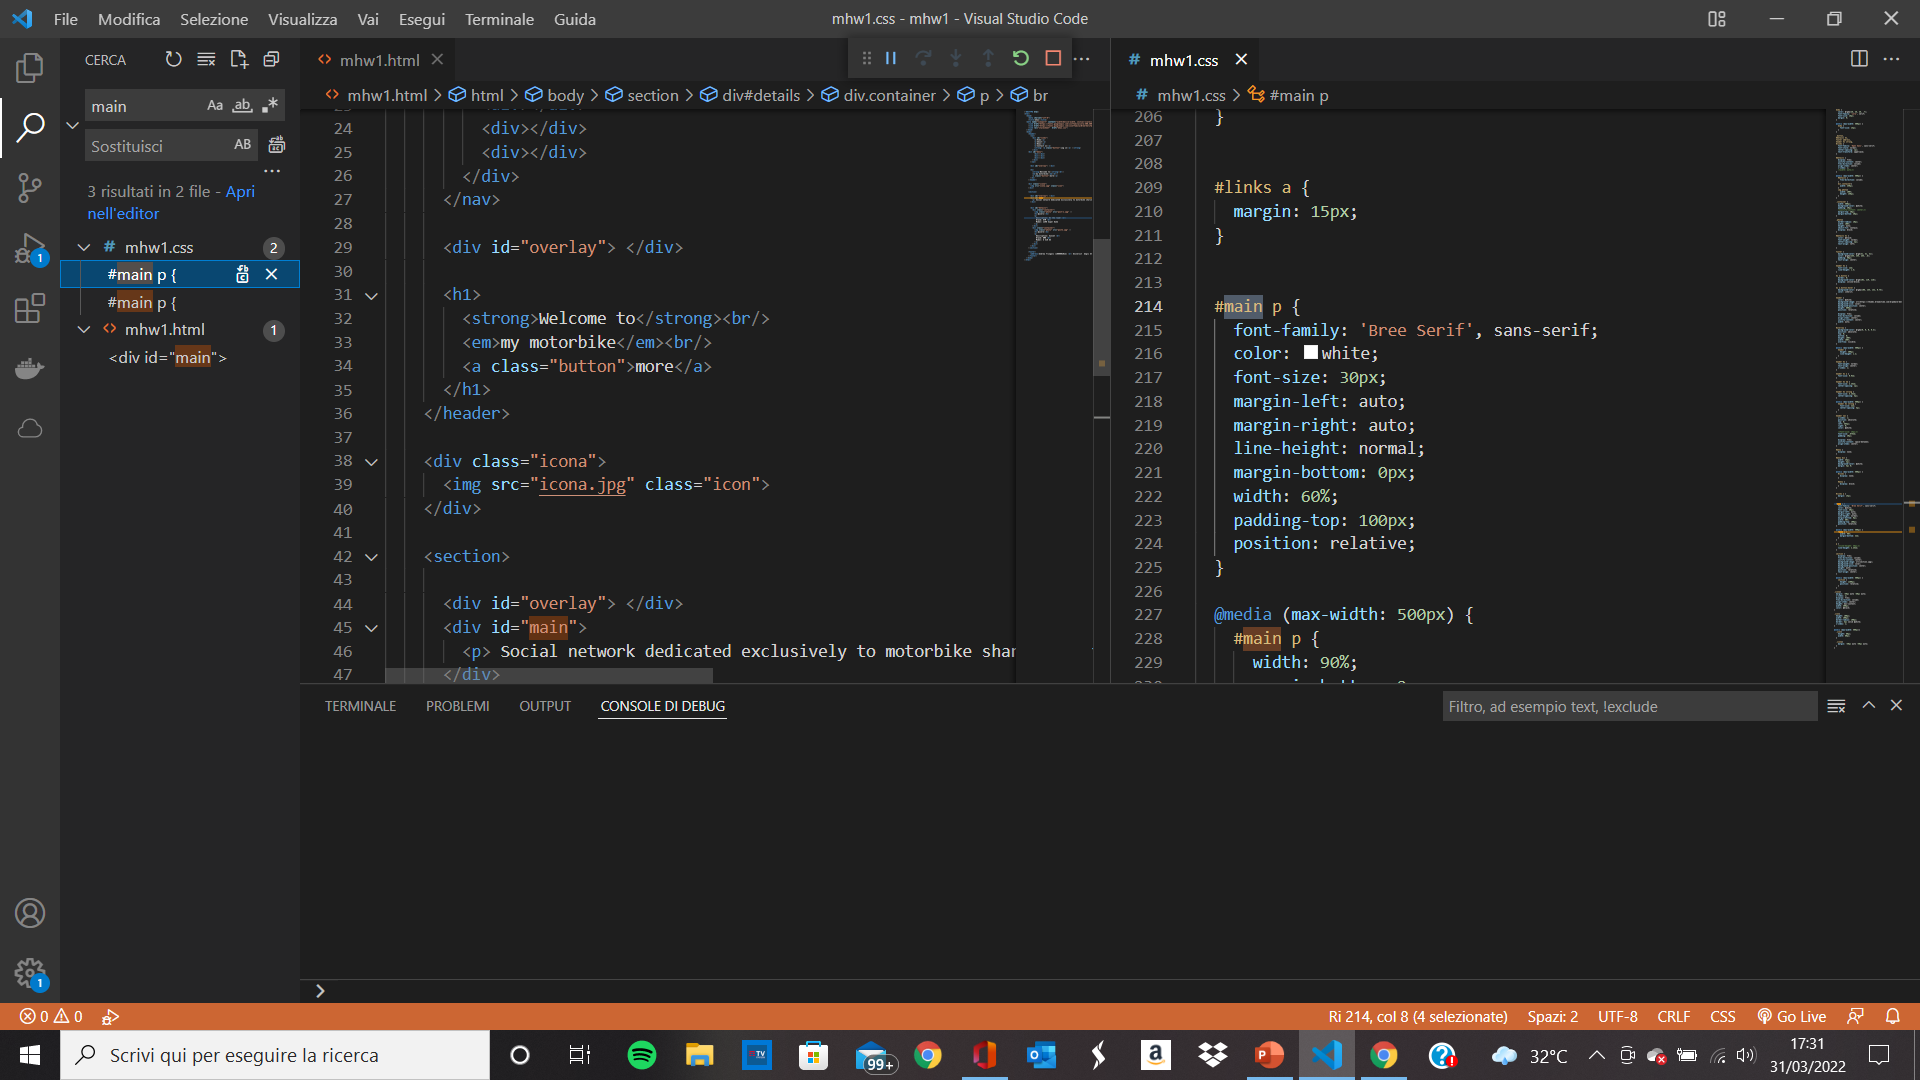 File Modifica Selezione Visualizza Vai Esegui Terminale Guida
mhw1.css - mhw1 - Visual Studio Code
CERCA
main Aa ab
Sostituisci AB
3 risultati in 2 file - Apri
nell'editor
# mhw1.css 2
#main p {
#main p {
<> mhw1.html 1
<div id="main">
<> mhw1.html
<> mhw1.html > html > body > section > div#details > div.container > p > br
24 <div></div>
25 <div></div>
26 </div>
27 </nav>
28
29 <div id="overlay"> </div>
30
31 <h1>
32 <strong>Welcome to</strong><br/>
33 <em>my motorbike</em><br/>
34 <a class="button">more</a>
35 </h1>
36 </header>
37
38 <div class="icona">
39 <img src="icona.jpg" class="icon">
40 </div>
41
42 <section>
43
44 <div id="overlay"> </div>
45 <div id="main">
46 <p> Social network dedicated exclusively to motorbike shar
47 </div>
# mhw1.css
# mhw1.css > #main p
206 }
207
208
209 #links a {
210 margin: 15px;
211 }
212
213
214 #main p {
215 font-family: 'Bree Serif', sans-serif;
216 color: white;
217 font-size: 30px;
218 margin-left: auto;
219 margin-right: auto;
220 line-height: normal;
221 margin-bottom: 0px;
222 width: 60%;
223 padding-top: 100px;
224 position: relative;
225 }
226
227 @media (max-width: 500px) {
228 #main p {
229 width: 90%;
TERMINALE PROBLEMI OUTPUT CONSOLE DI DEBUG
Filtro, ad esempio text, !exclude
1
1
0 0
Ri 214, col 8 (4 selezionate) Spazi: 2 UTF-8 CRLF CSS Go Live
Scrivi qui per eseguire la ricerca
TV
99+
32°C
17:31
31/03/2022